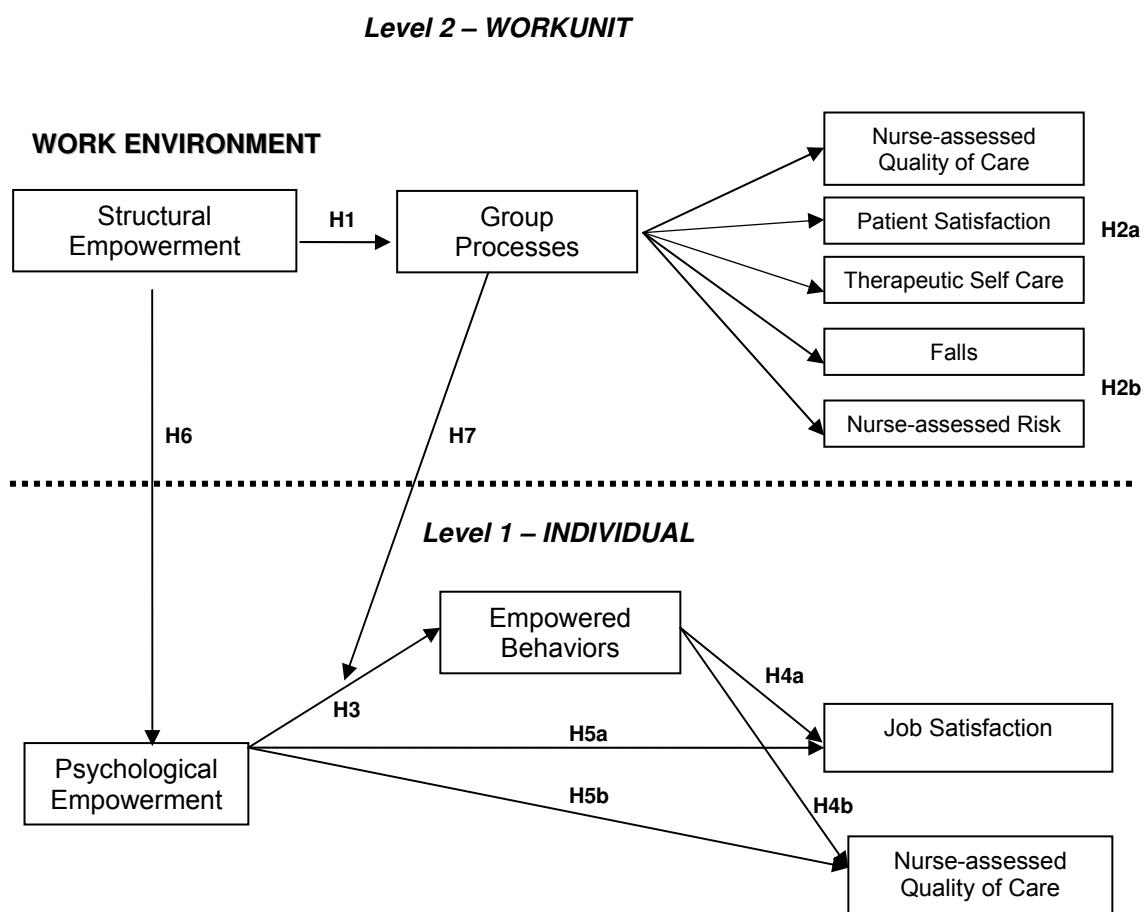 Level 2 – WORKUNIT
WORK ENVIRONMENT
Structural
Empowerment
H1
Group
Processes
Nurse-assessed
Quality of Care
Patient Satisfaction
H2a
Therapeutic Self Care
Falls
H2b
Nurse-assessed Risk
H6
H7
Level 1 – INDIVIDUAL
Empowered
Behaviors
H4a
H3
H5a
Job Satisfaction
Psychological
Empowerment
H5b
H4b
Nurse-assessed
Quality of Care